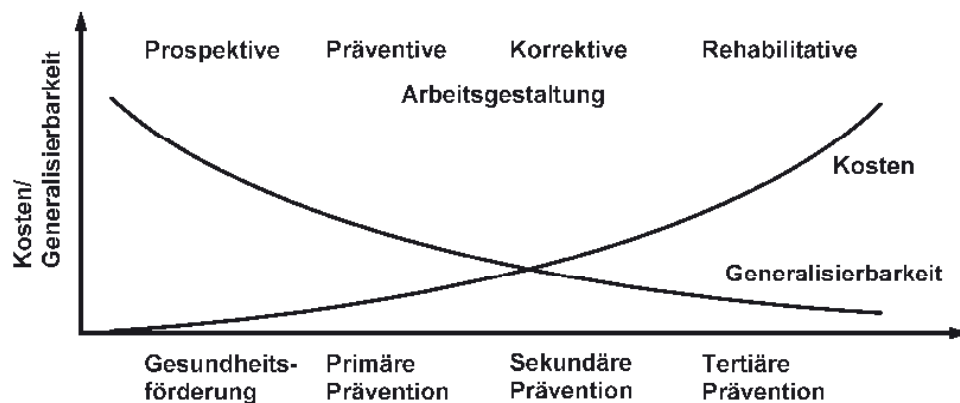 Kosten/
Generalisierbarkeit
Prospektive Präventive Korrektive Rehabilitative
Arbeitsgestaltung
Kosten
Generalisierbarkeit
Gesundheits- Primäre Sekundäre Tertiäre
förderung Prävention Prävention Prävention